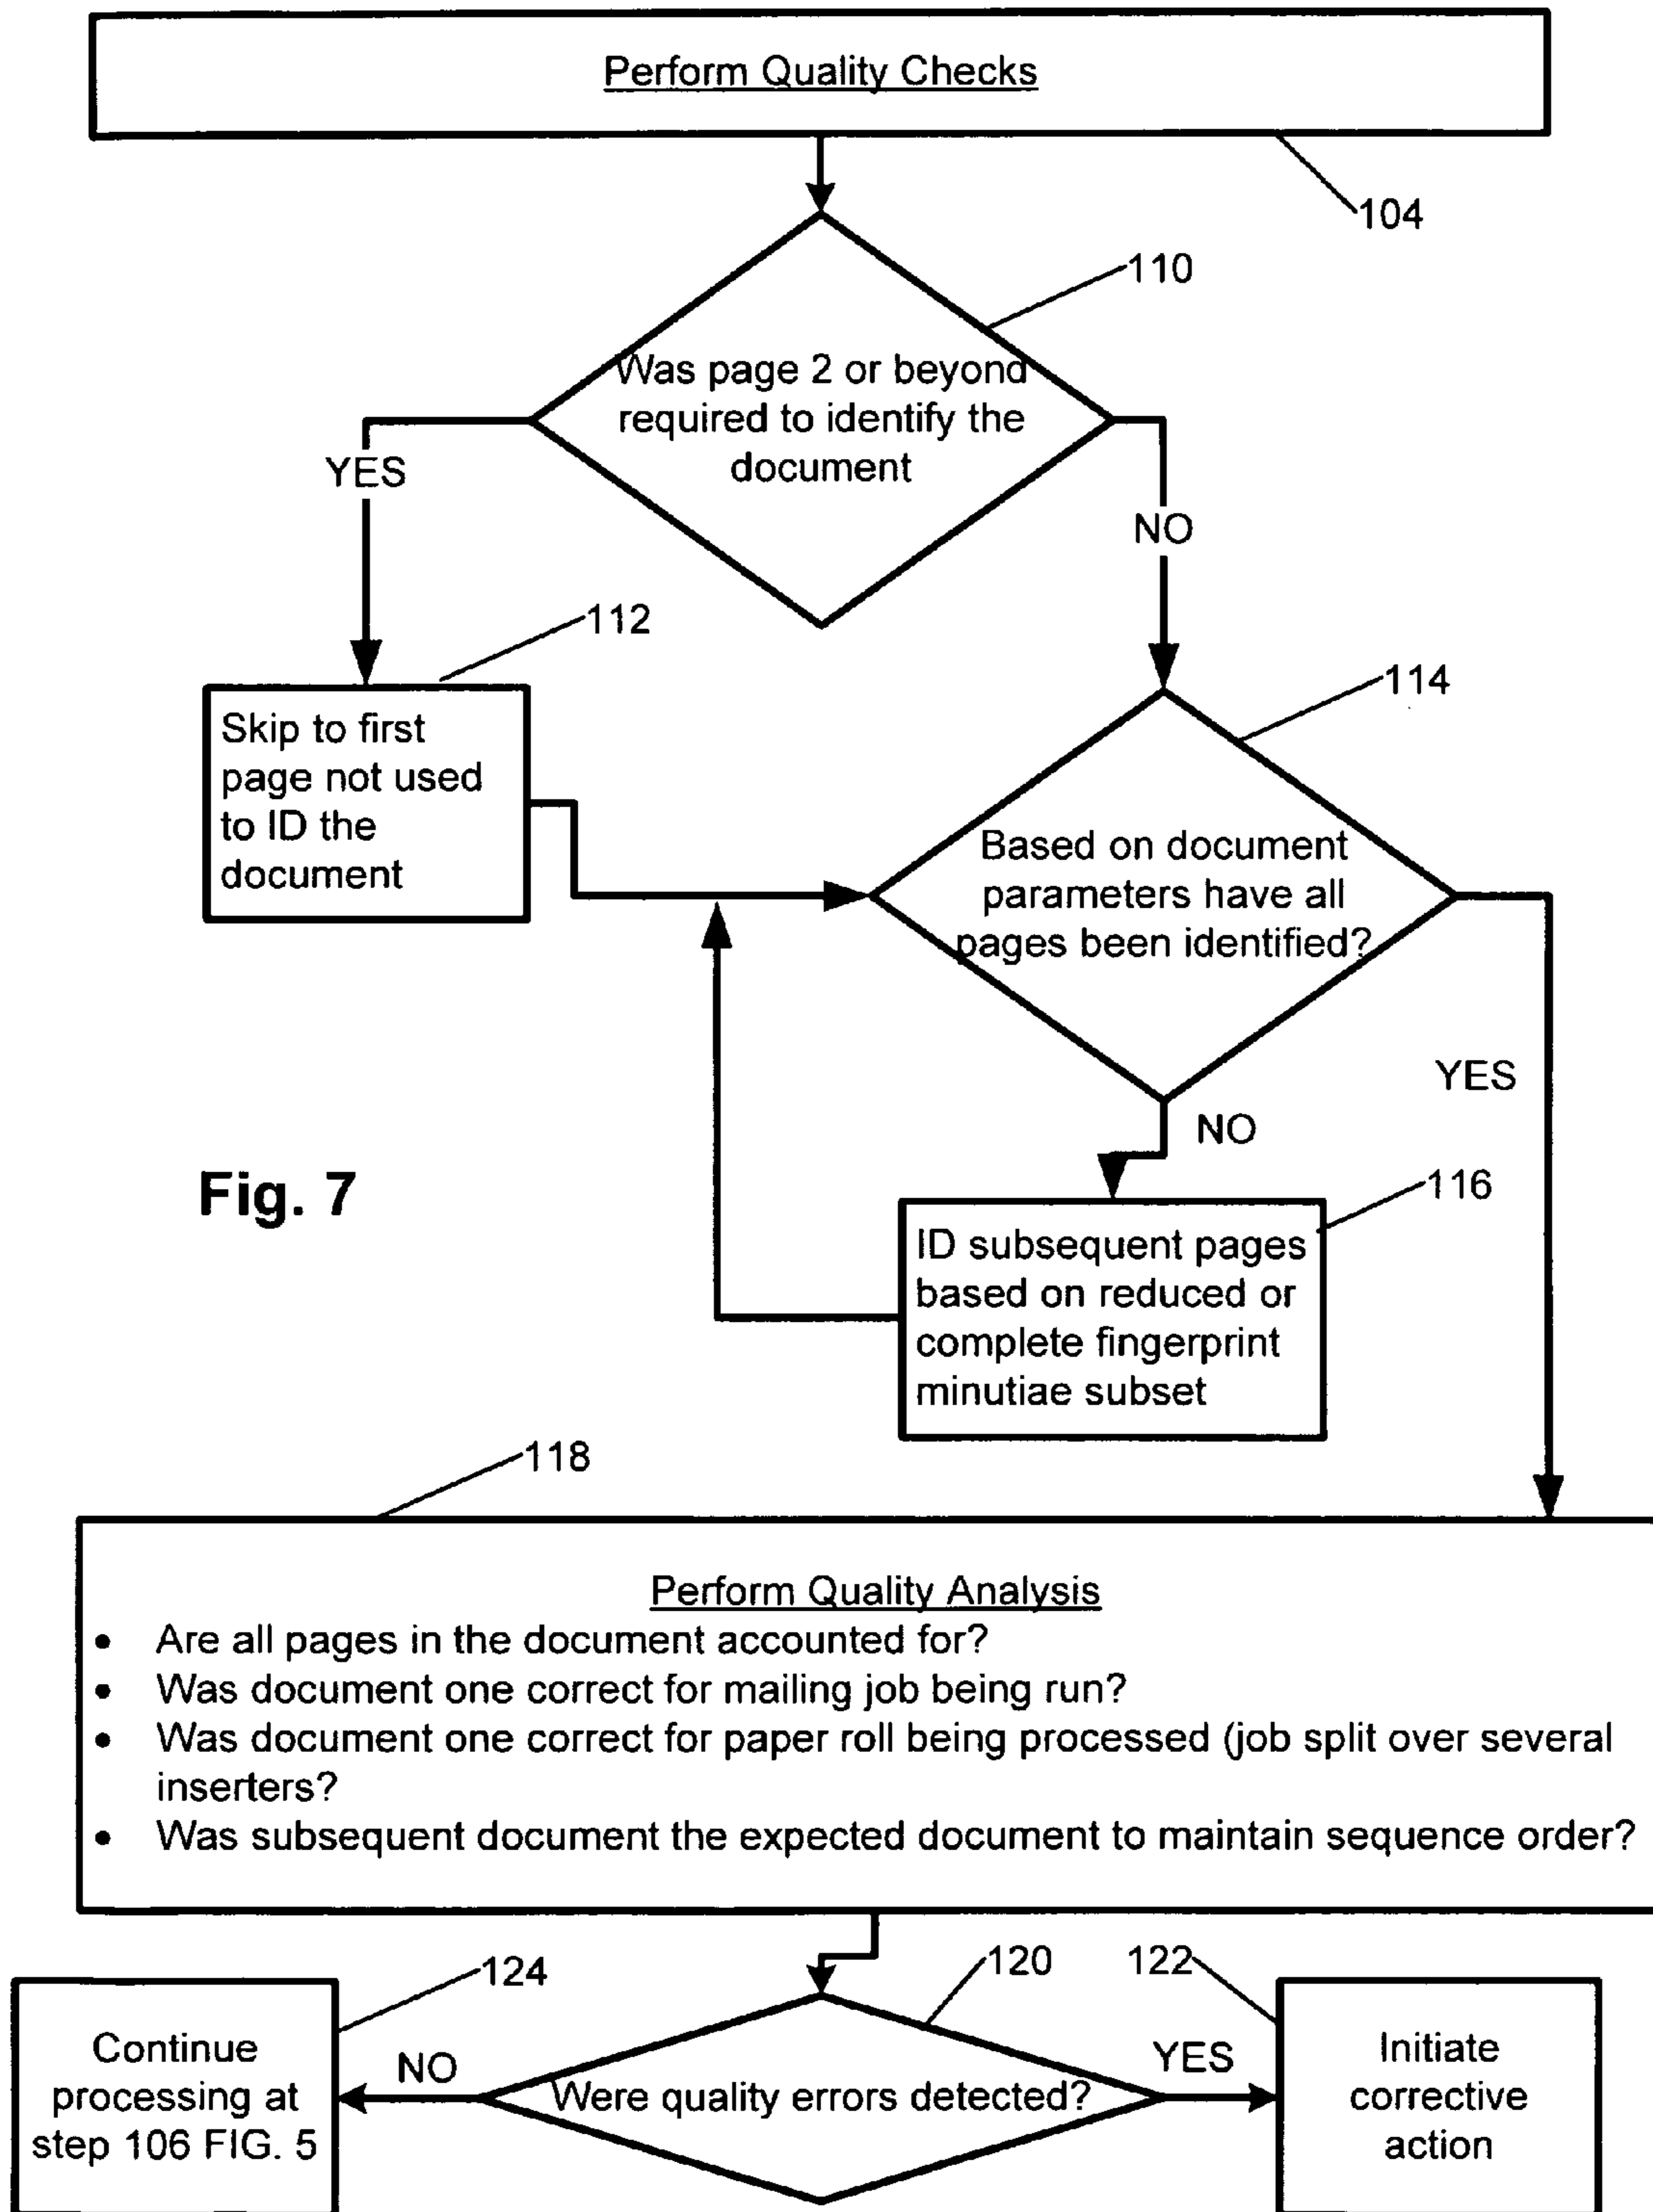 Perform Quality Checks
104
110
Was page 2 or beyond
required to identify the
document
YES
NO
112
Skip to first
page not used
to ID the
document
114
Based on document
parameters have all
pages been identified?
YES
NO
Fig. 7
116
ID subsequent pages
based on reduced or
complete fingerprint
minutiae subset
118
Perform Quality Analysis
• Are all pages in the document accounted for?
• Was document one correct for mailing job being run?
• Was document one correct for paper roll being processed (job split over several
inserters?
• Was subsequent document the expected document to maintain sequence order?
124
120
122
Continue
processing at
step 106 FIG. 5
NO
Were quality errors detected?
YES
Initiate
corrective
action